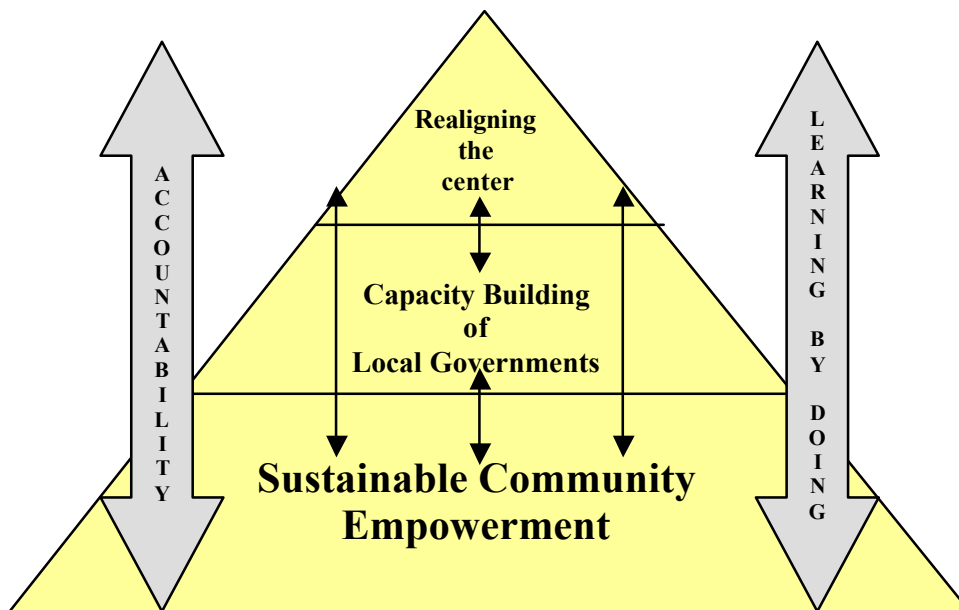 Realigning
the
center
Capacity Building
of
Local Governments
Sustainable Community
Empowerment
ACCOUNTABILITY
LEARNING BY DOING